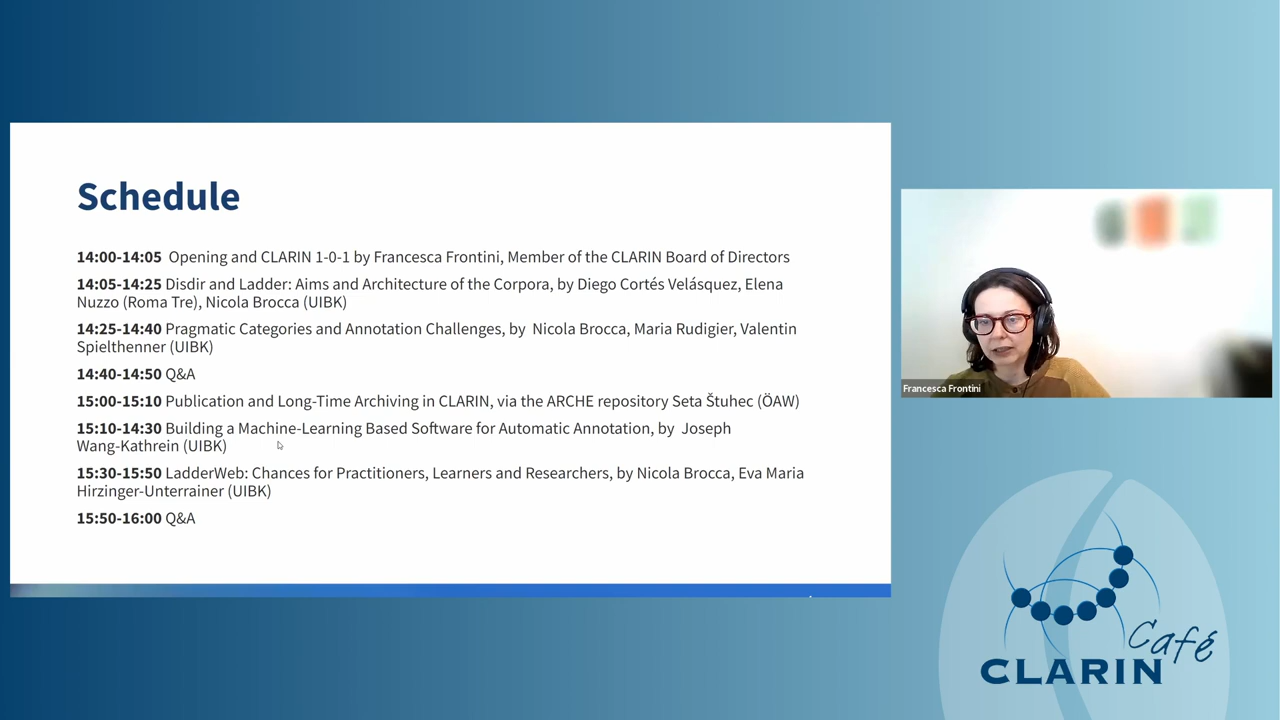 Schedule
14:00-14:05 Opening and CLARIN 1-0-1 by Francesca Frontini, Member of the CLARIN Board of Directors
14:05-14:25 Disdir and Ladder: Aims and Architecture of the Corpora, by Diego Cortés Velásquez, Elena
Nuzzo (Roma Tre), Nicola Brocca (UIBK)
14:25-14:40 Pragmatic Categories and Annotation Challenges, by Nicola Brocca, Maria Rudigier, Valentin
Spielthenner (UIBK)
14:40-14:50 Q&A
15:00-15:10 Publication and Long-Time Archiving in CLARIN, via the ARCHE repository Seta Štuhec (ÖAW)
15:10-14:30 Building a Machine-Learning Based Software for Automatic Annotation, by Joseph
Wang-Kathrein (UIBK)
15:30-15:50 LadderWeb: Chances for Practitioners, Learners and Researchers, by Nicola Brocca, Eva Maria
Hirzinger-Unterrainer (UIBK)
15:50-16:00 Q&A
Francesca Frontini
Café
CLARIN